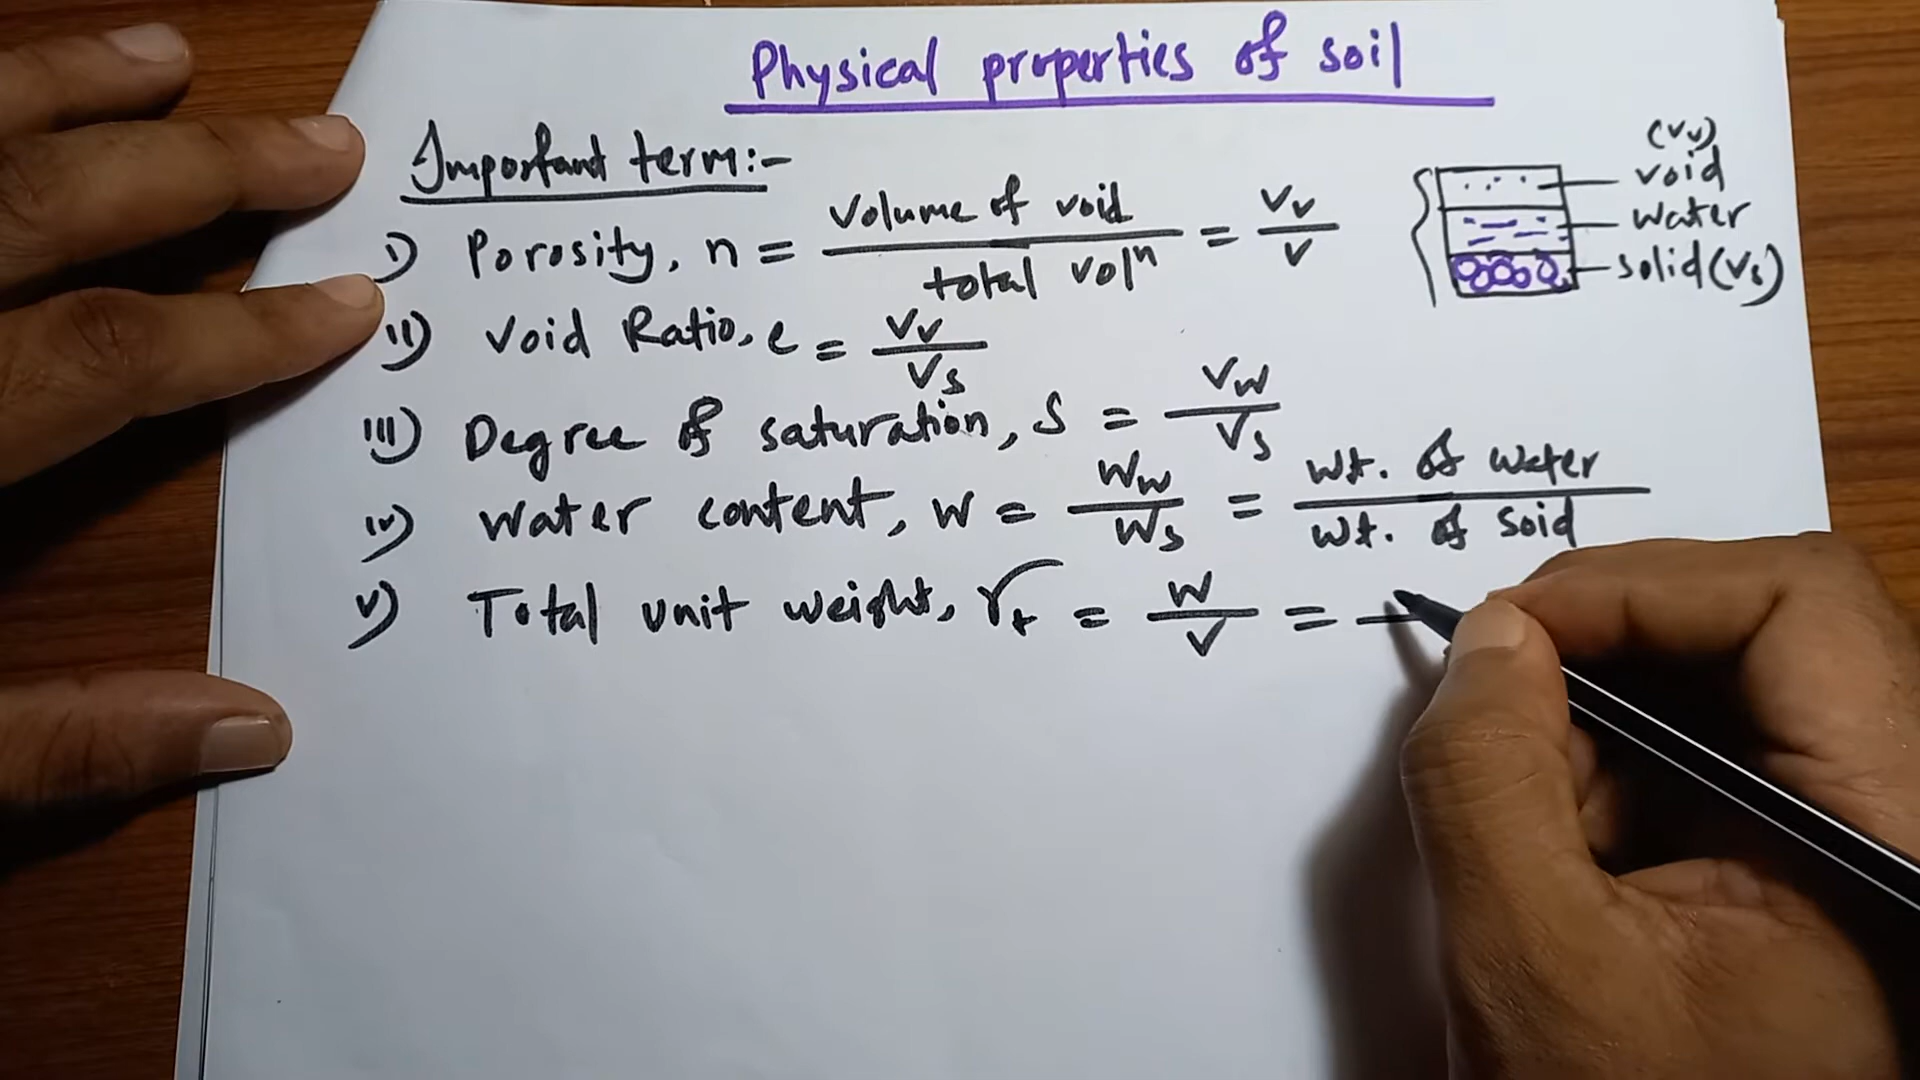 Physical properties of soil
Important term:-
i) Porosity, n = Volume of void / total volⁿ = Vv / V
ii) Void Ratio, e = Vv / Vs
iii) Degree of saturation, S = Vw / Vs
iv) Water content, w = Ww / Ws = Wt. of water / Wt. of Soid
v) Total unit weight, γt = W / V =
(Vv)
void
water
solid (Vs)